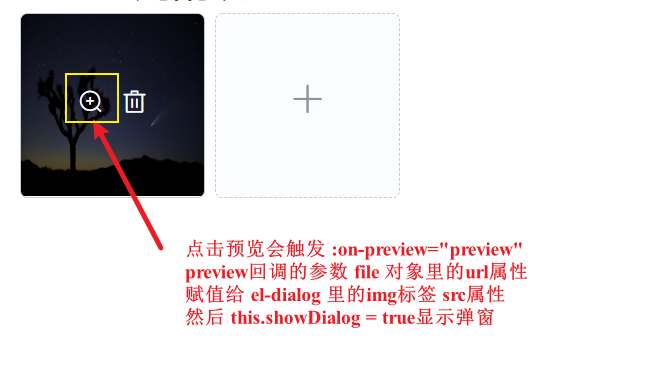 点击预览会触发 :on-preview="preview"
preview回调的参数 file 对象里的url属性
赋值给 el-dialog 里的img标签 src属性
然后 this.showDialog = true显示弹窗